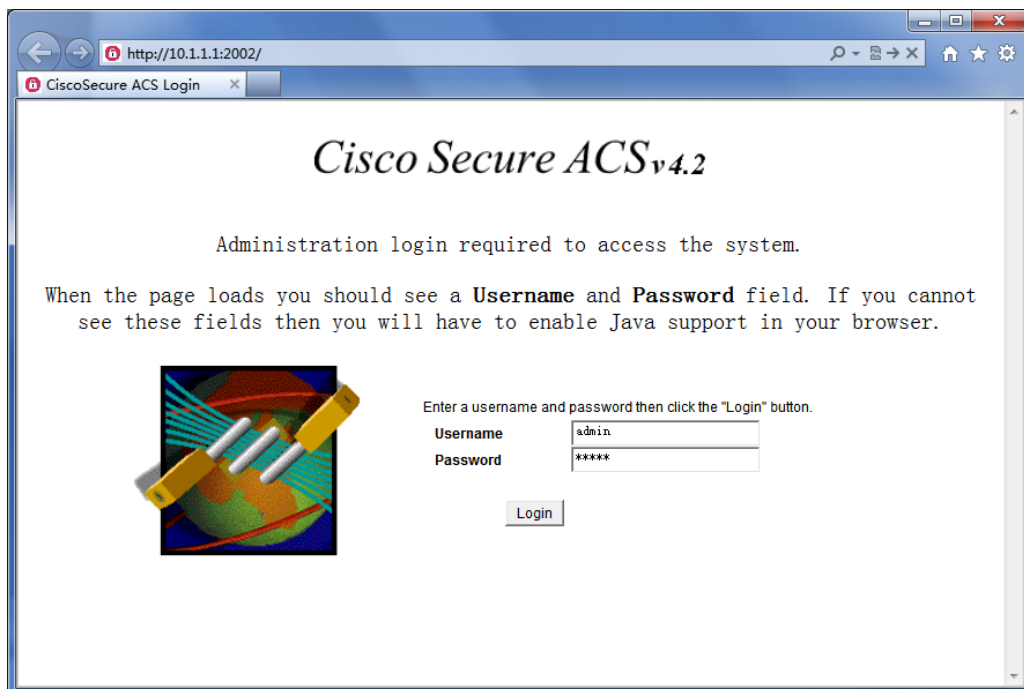 http://10.1.1.1:2002/
CiscoSecure ACS Login
Cisco Secure ACS v4.2
Administration login required to access the system.
When the page loads you should see a Username and Password field. If you cannot
see these fields then you will have to enable Java support in your browser.
Enter a username and password then click the "Login" button.
Username admin
Password *****
Login